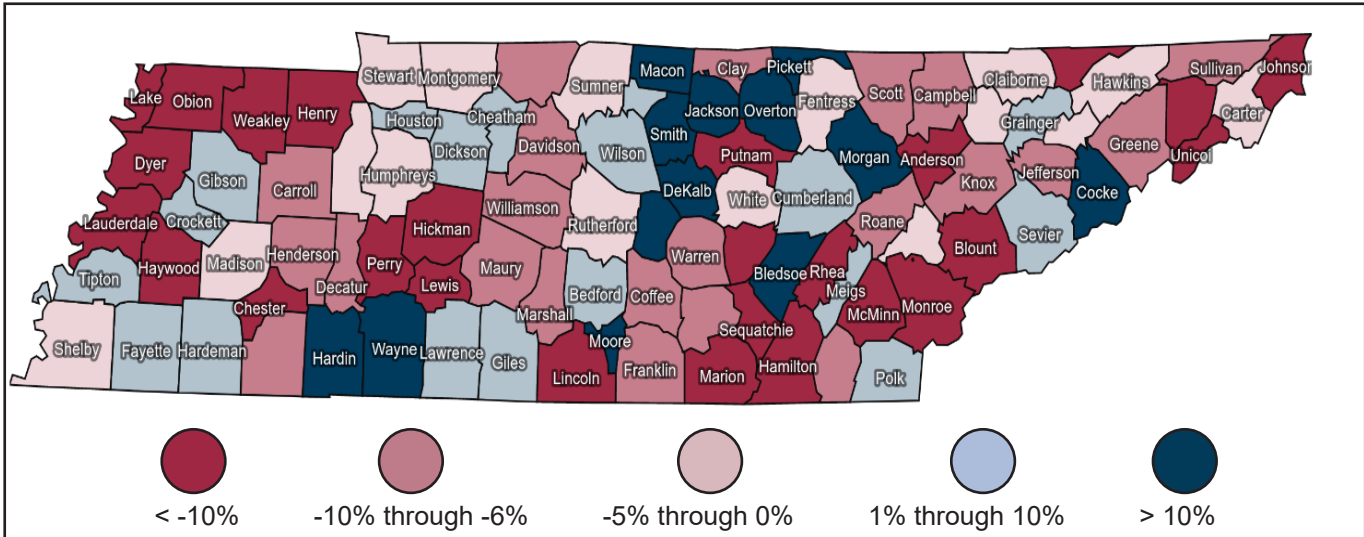 Stewart Montgomery Sumner Macon Clay Pickett Claiborne Hawkins Sullivan Johnson
Lake Obion Weakley Henry Houston Cheatham Smith Jackson Overton Fentress Scott Campbell Grainger Greene Carter Unicoi
Dyer Gibson Carroll Humphreys Dickson Davidson Wilson DeKalb Putnam White Cumberland Morgan Anderson Knox Jefferson Cocke
Lauderdale Crockett Hickman Williamson Rutherford Warren Roane Blount Sevier
Tipton Haywood Madison Henderson Decatur Perry Lewis Maury Marshall Bedford Coffee Bledsoe Rhea Meigs McMinn Monroe
Shelby Fayette Hardeman Chester Hardin Wayne Lawrence Giles Lincoln Moore Franklin Sequatchie Marion Hamilton Polk
< -10% -10% through -6% -5% through 0% 1% through 10% > 10%